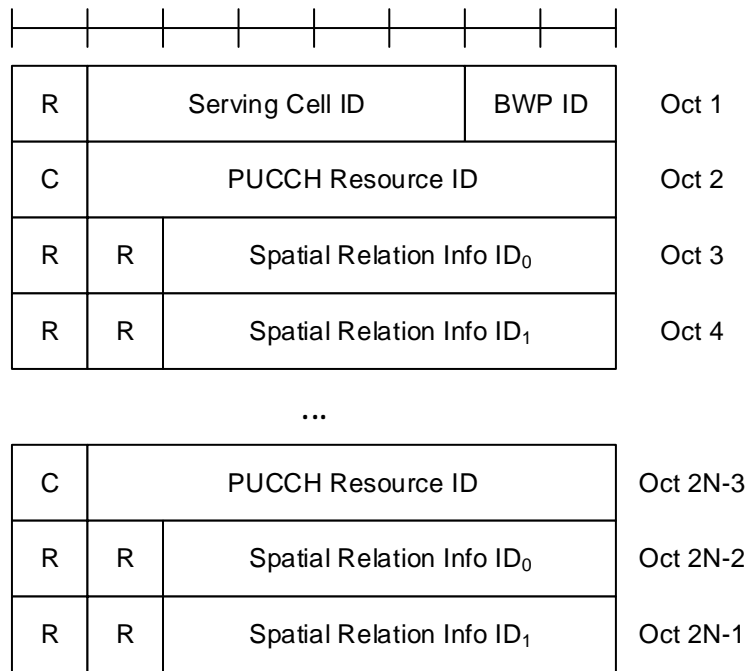 R Serving Cell ID BWP ID Oct 1
C PUCCH Resource ID Oct 2
R R Spatial Relation Info ID₀ Oct 3
R R Spatial Relation Info ID₁ Oct 4
...
C PUCCH Resource ID Oct 2N-3
R R Spatial Relation Info ID₀ Oct 2N-2
R R Spatial Relation Info ID₁ Oct 2N-1